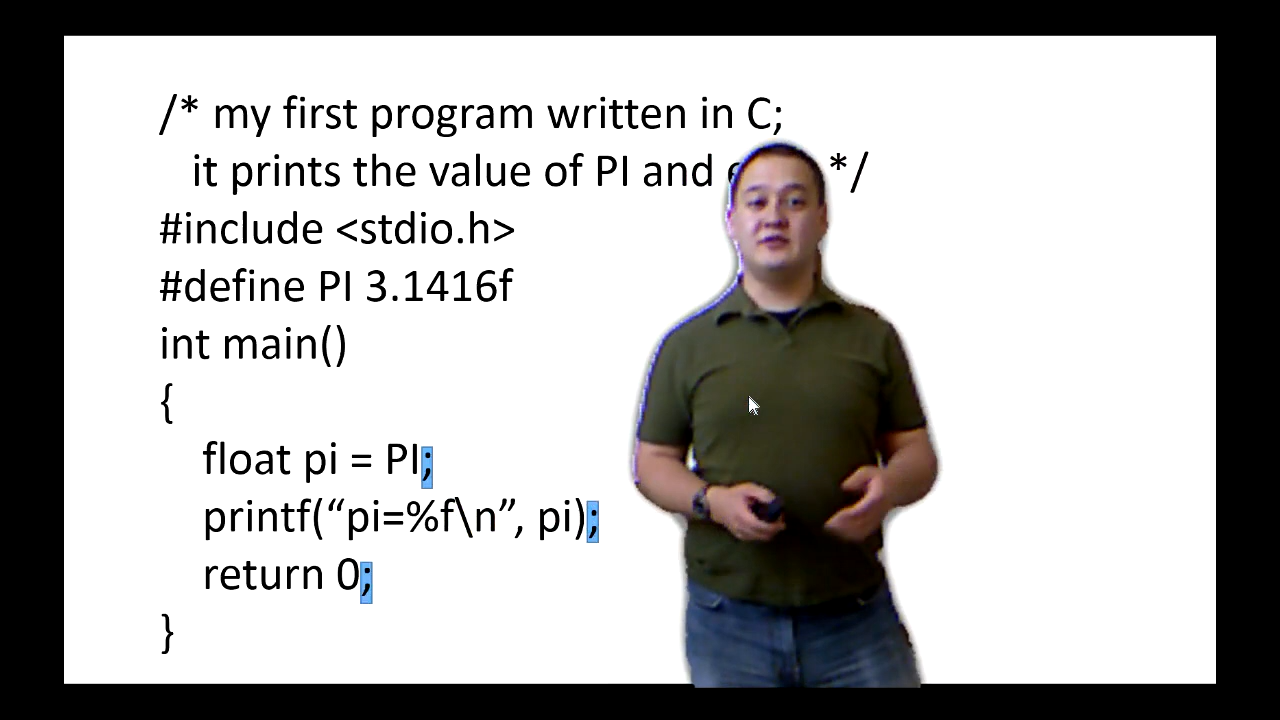 /* my first program written in C;
it prints the value of PI and */
#include <stdio.h>
#define PI 3.1416f
int main()
{
float pi = PI;
printf(“pi=%f\n”, pi);
return 0;
}